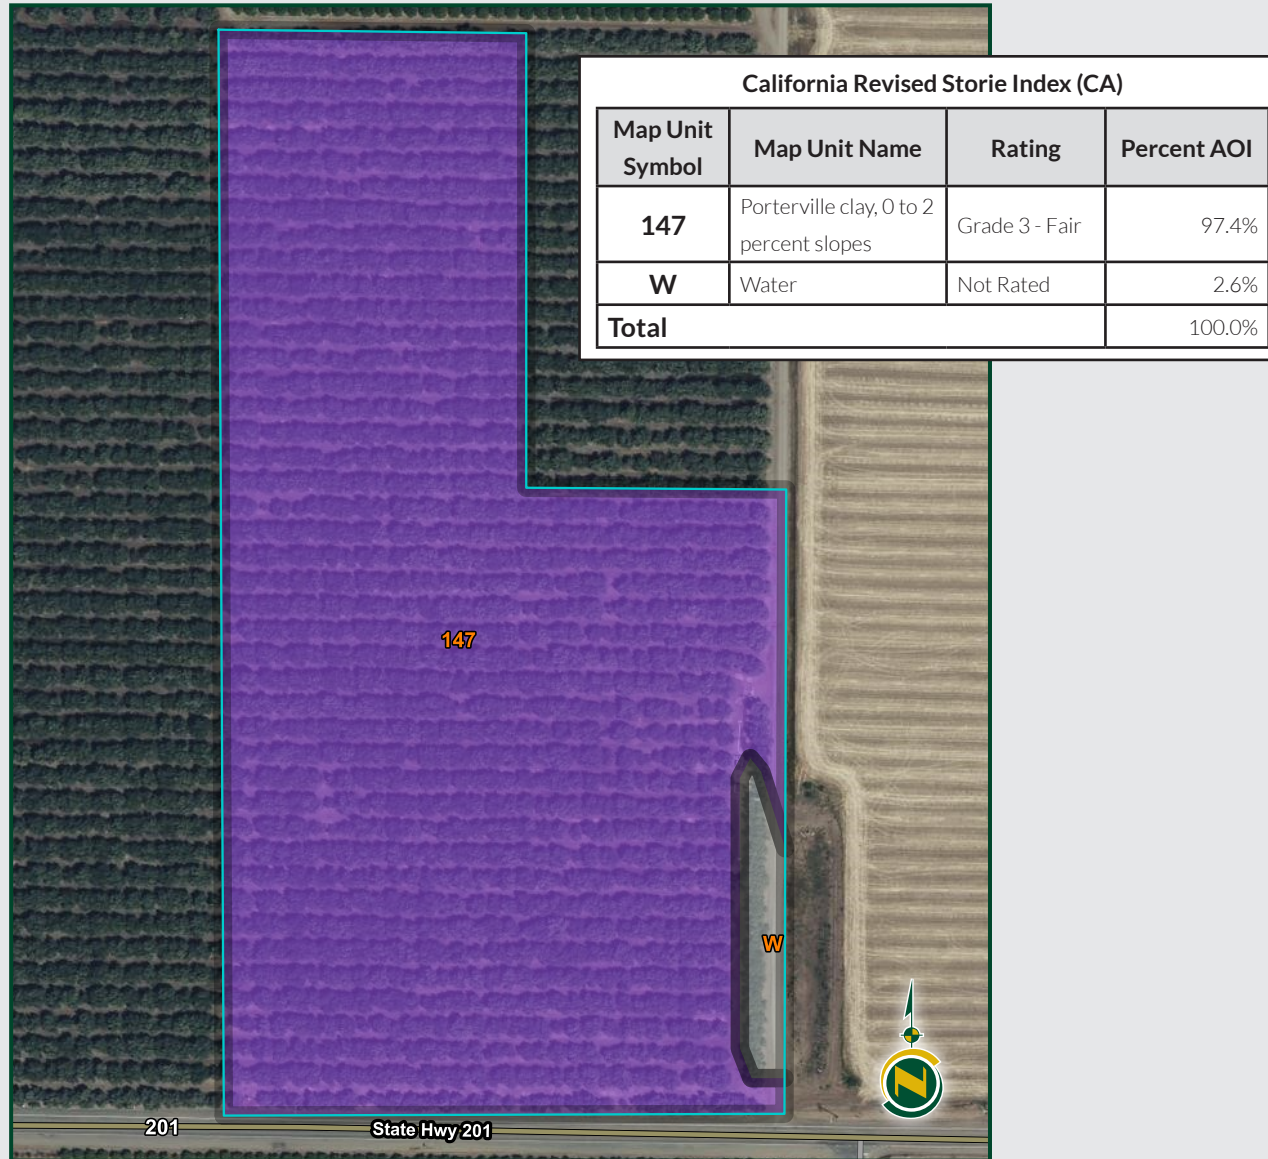 California Revised Storie Index (CA)
Map Unit Symbol Map Unit Name Rating Percent AOI
147 Porterville clay, 0 to 2 percent slopes Grade 3 - Fair 97.4%
W Water Not Rated 2.6%
Total 100.0%
147
W
201
State Hwy 201
N